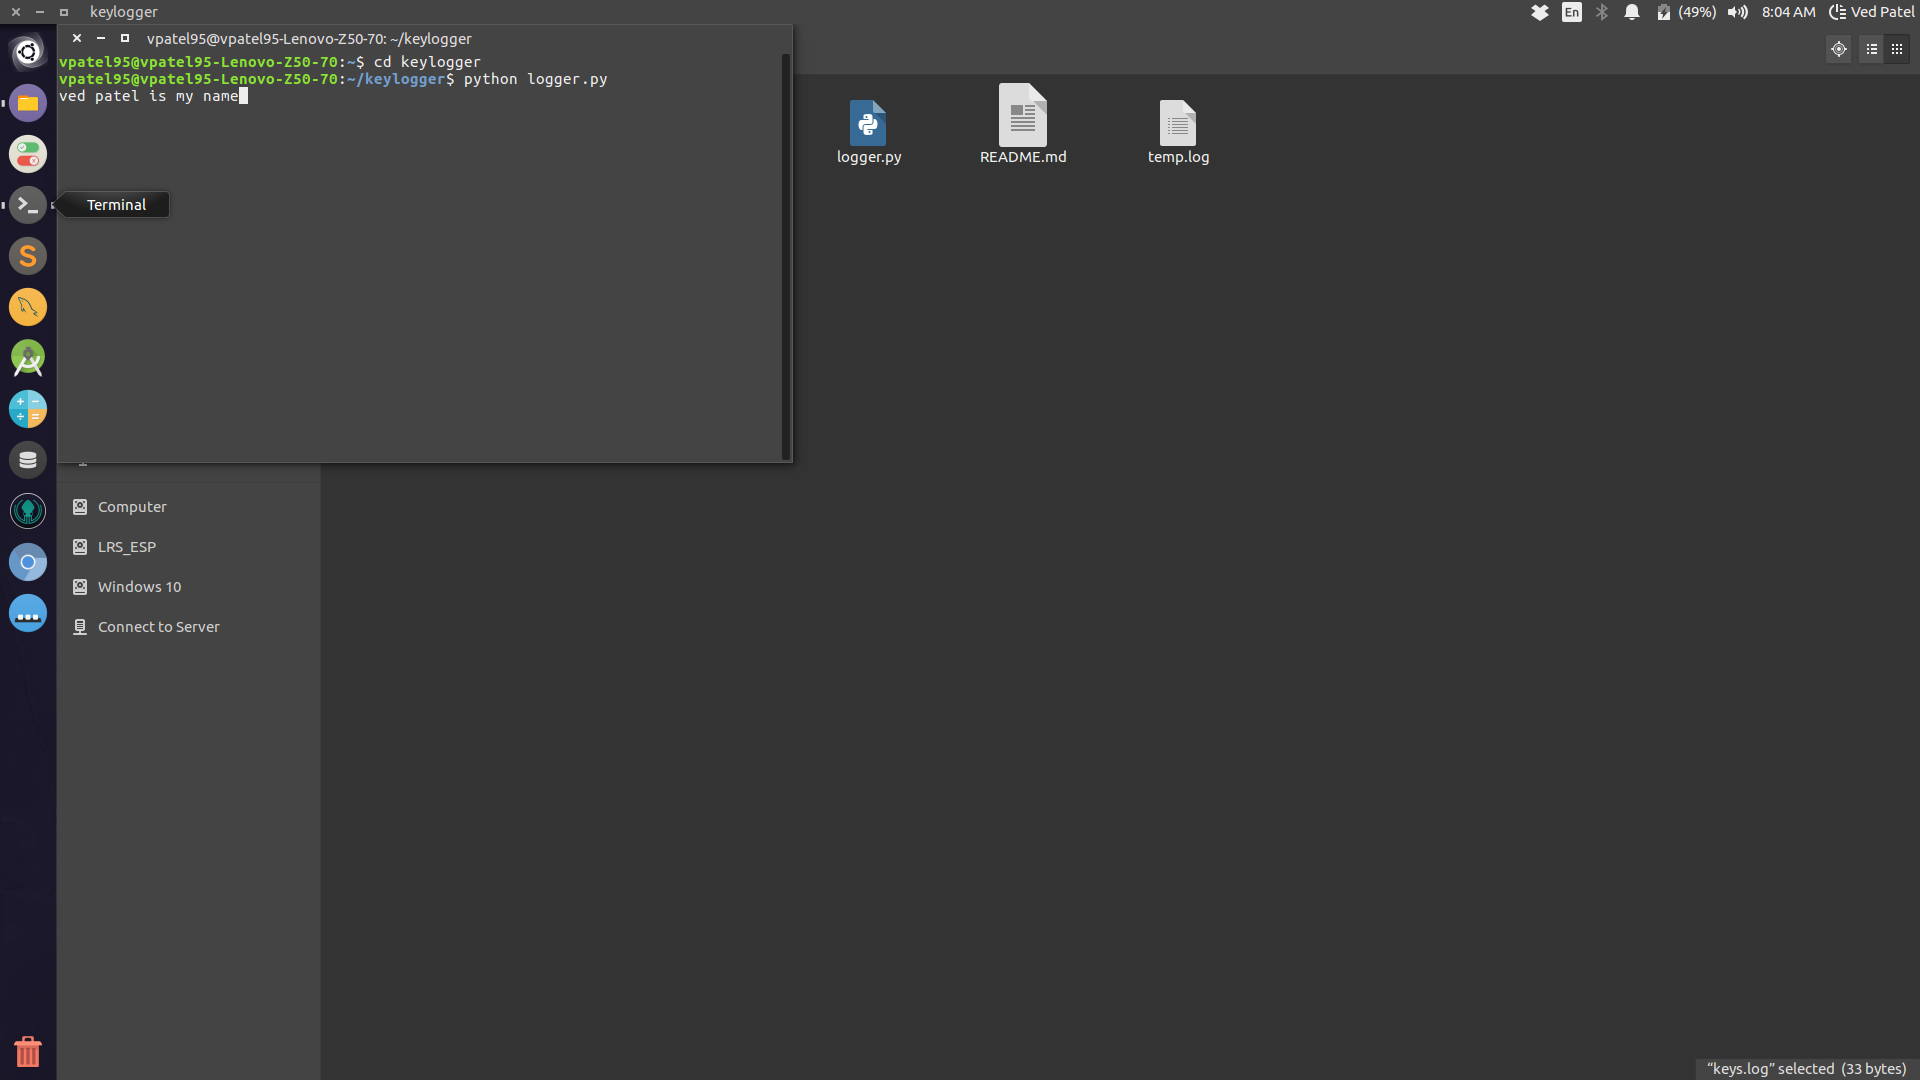 keylogger
En
(49%)
8:04 AM
Ved Patel
vpatel95@vpatel95-Lenovo-Z50-70: ~/keylogger
vpatel95@vpatel95-Lenovo-Z50-70:~$ cd keylogger
vpatel95@vpatel95-Lenovo-Z50-70:~/keylogger$ python logger.py
ved patel is my name
logger.py
README.md
temp.log
Terminal
Computer
LRS_ESP
Windows 10
Connect to Server
“keys.log” selected (33 bytes)